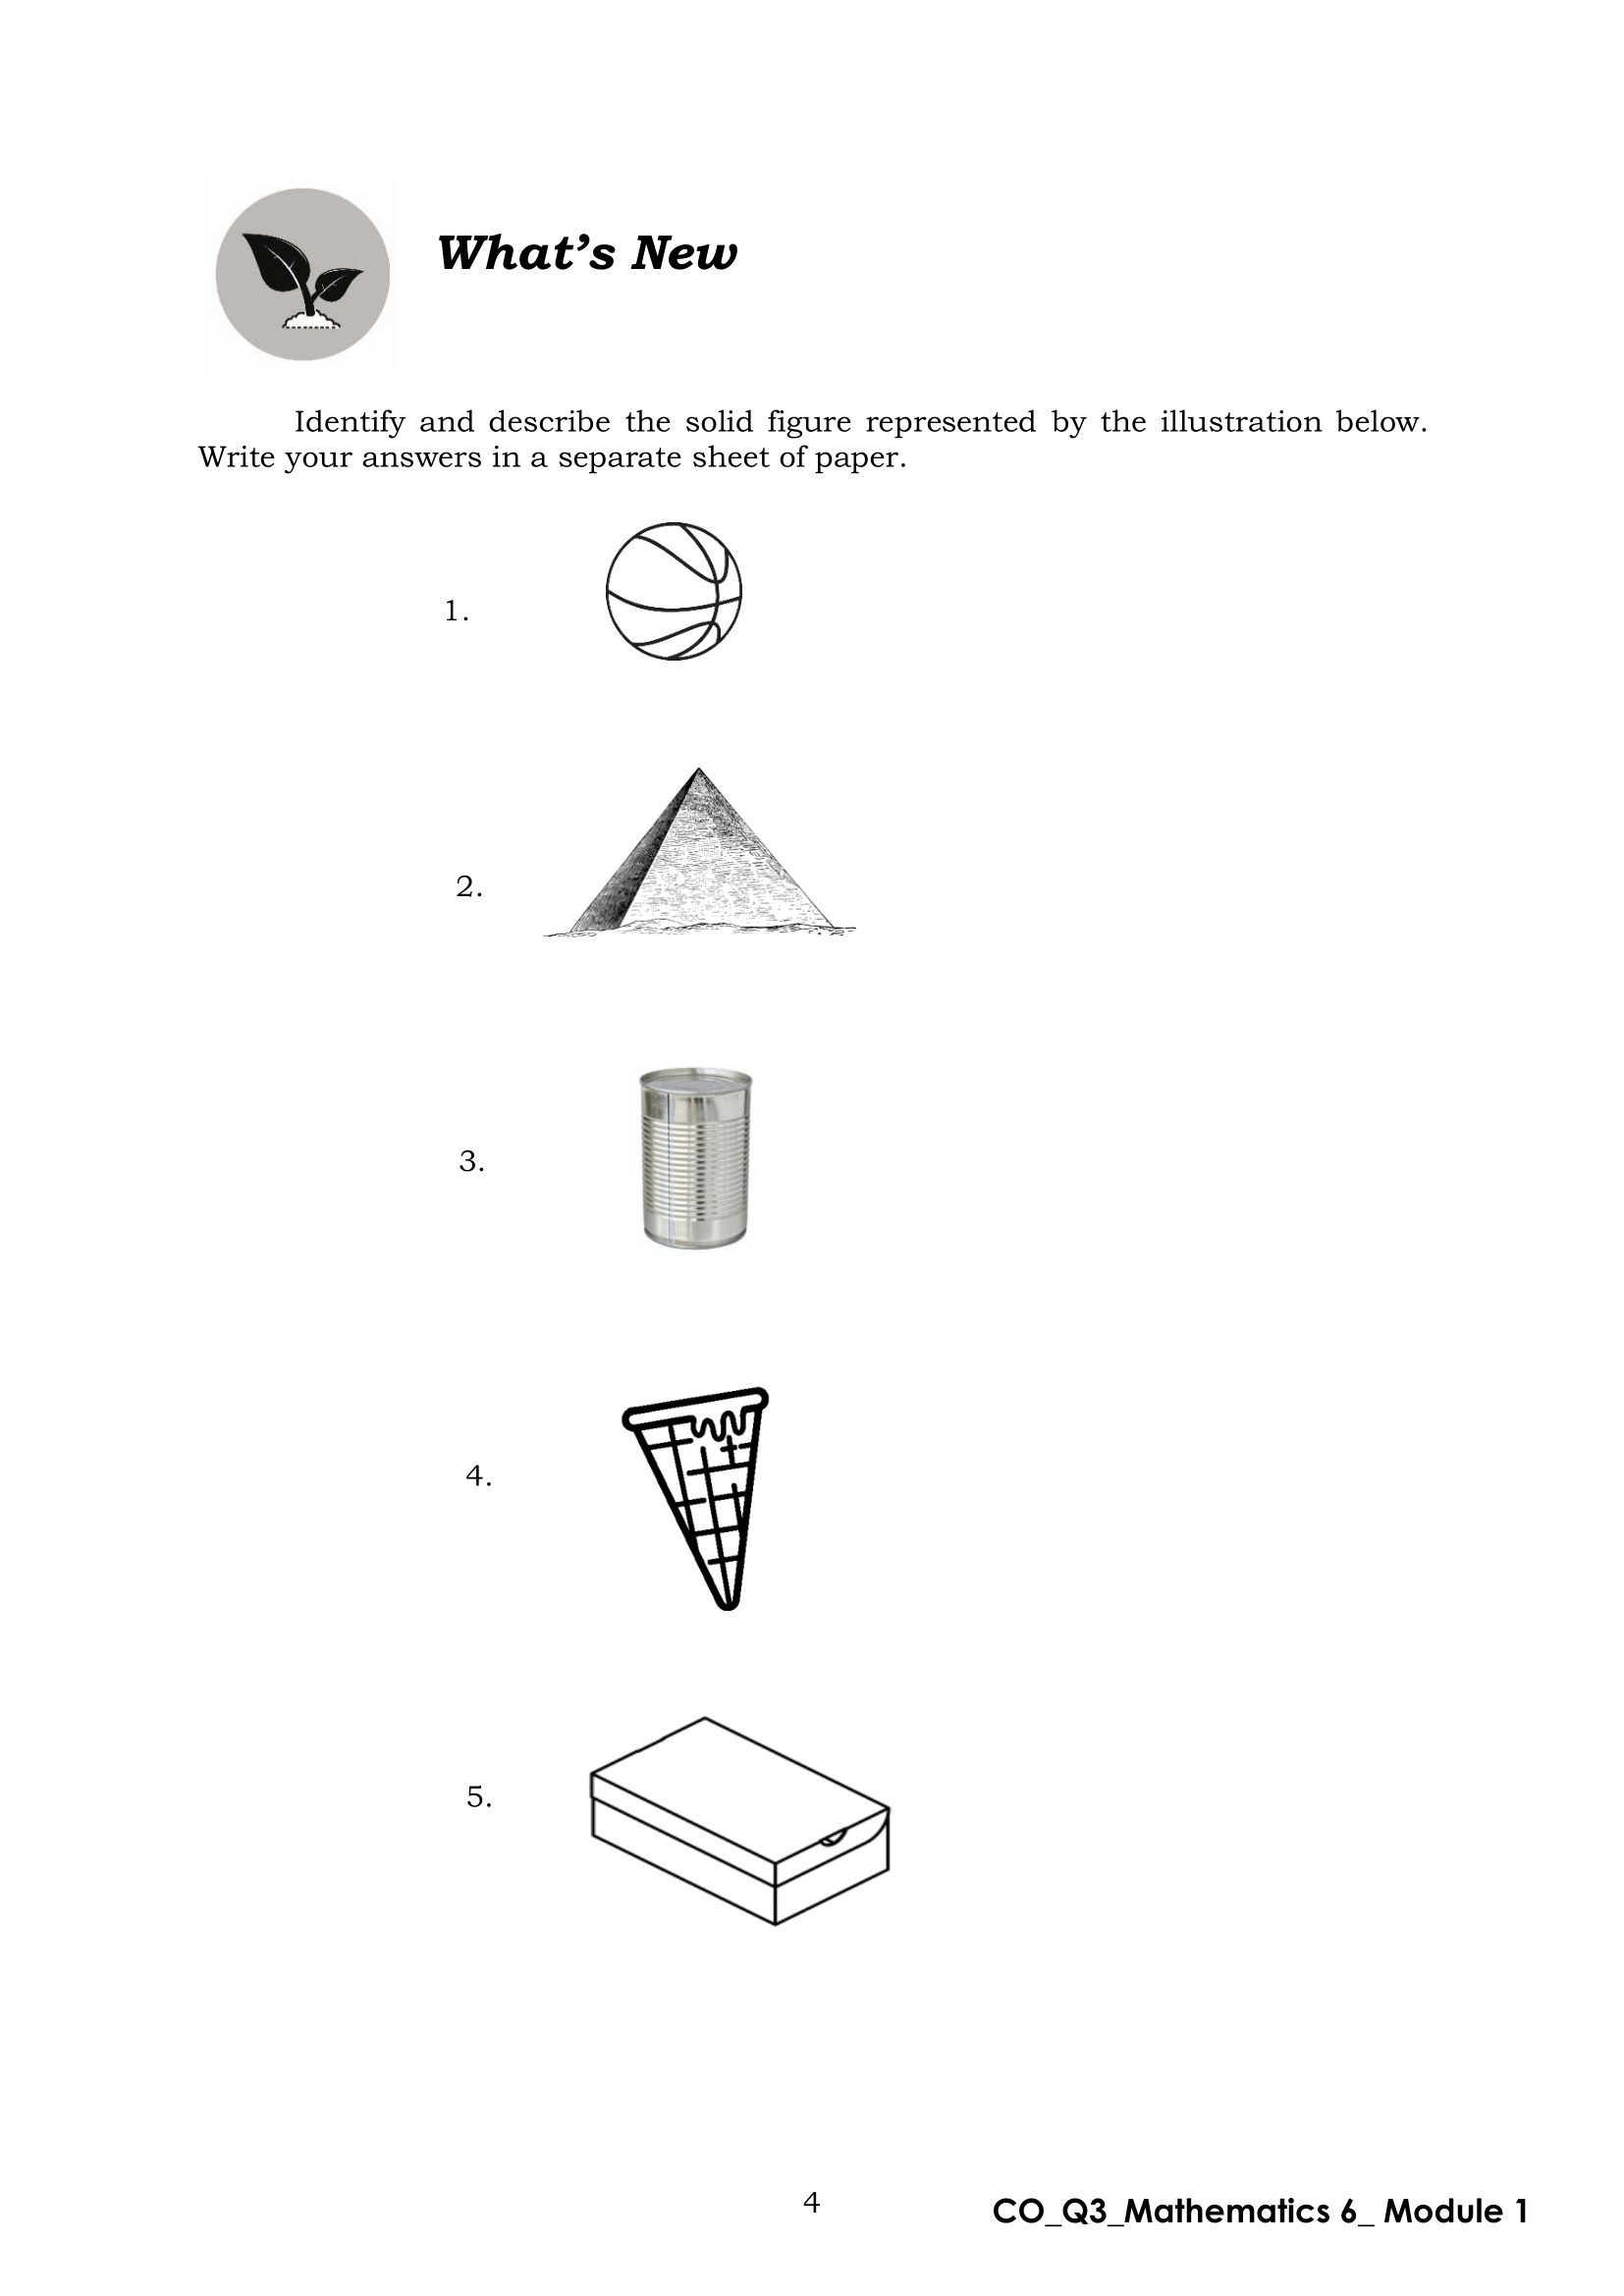 What’s New
Identify and describe the solid figure represented by the illustration below.
Write your answers in a separate sheet of paper.
1.
2.
3.
4.
5.
4
CO_Q3_Mathematics 6_ Module 1